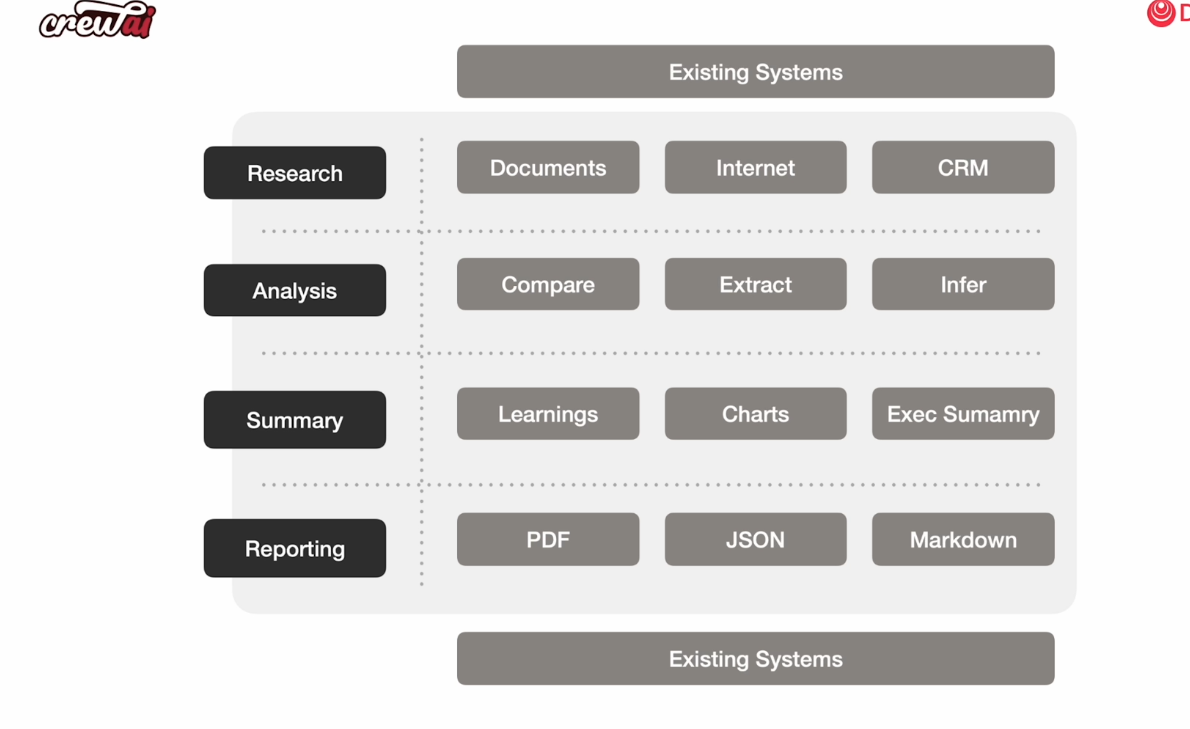 crewai
D
Existing Systems
Research
Documents
Internet
CRM
Analysis
Compare
Extract
Infer
Summary
Learnings
Charts
Exec Sumamry
Reporting
PDF
JSON
Markdown
Existing Systems